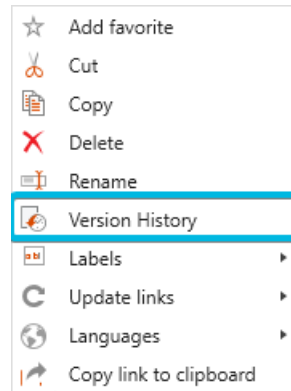 Add favorite
Cut
Copy
Delete
Rename
Version History
Labels
Update links
Languages
Copy link to clipboard